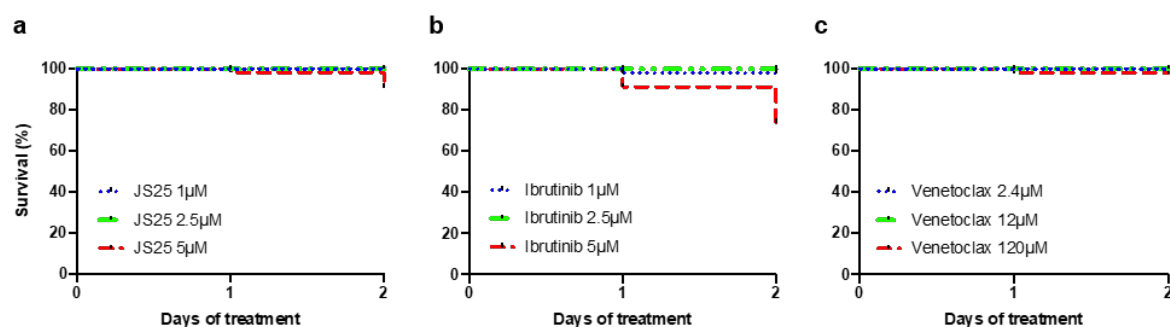 a
b
c
Survival (%)
100
80
60
40
20
0
JS25 1µM
JS25 2.5µM
JS25 5µM
0
1
2
Days of treatment
100
80
60
40
20
0
Ibrutinib 1µM
Ibrutinib 2.5µM
Ibrutinib 5µM
0
1
2
Days of treatment
100
80
60
40
20
0
Venetoclax 2.4µM
Venetoclax 12µM
Venetoclax 120µM
0
1
2
Days of treatment